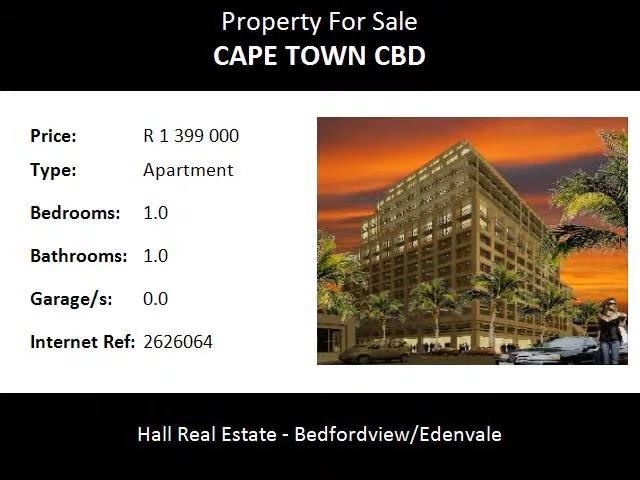 Property For Sale
CAPE TOWN CBD
Price: R 1 399 000
Type: Apartment
Bedrooms: 1.0
Bathrooms: 1.0
Garage/s: 0.0
Internet Ref: 2626064
Hall Real Estate - Bedfordview/Edenvale